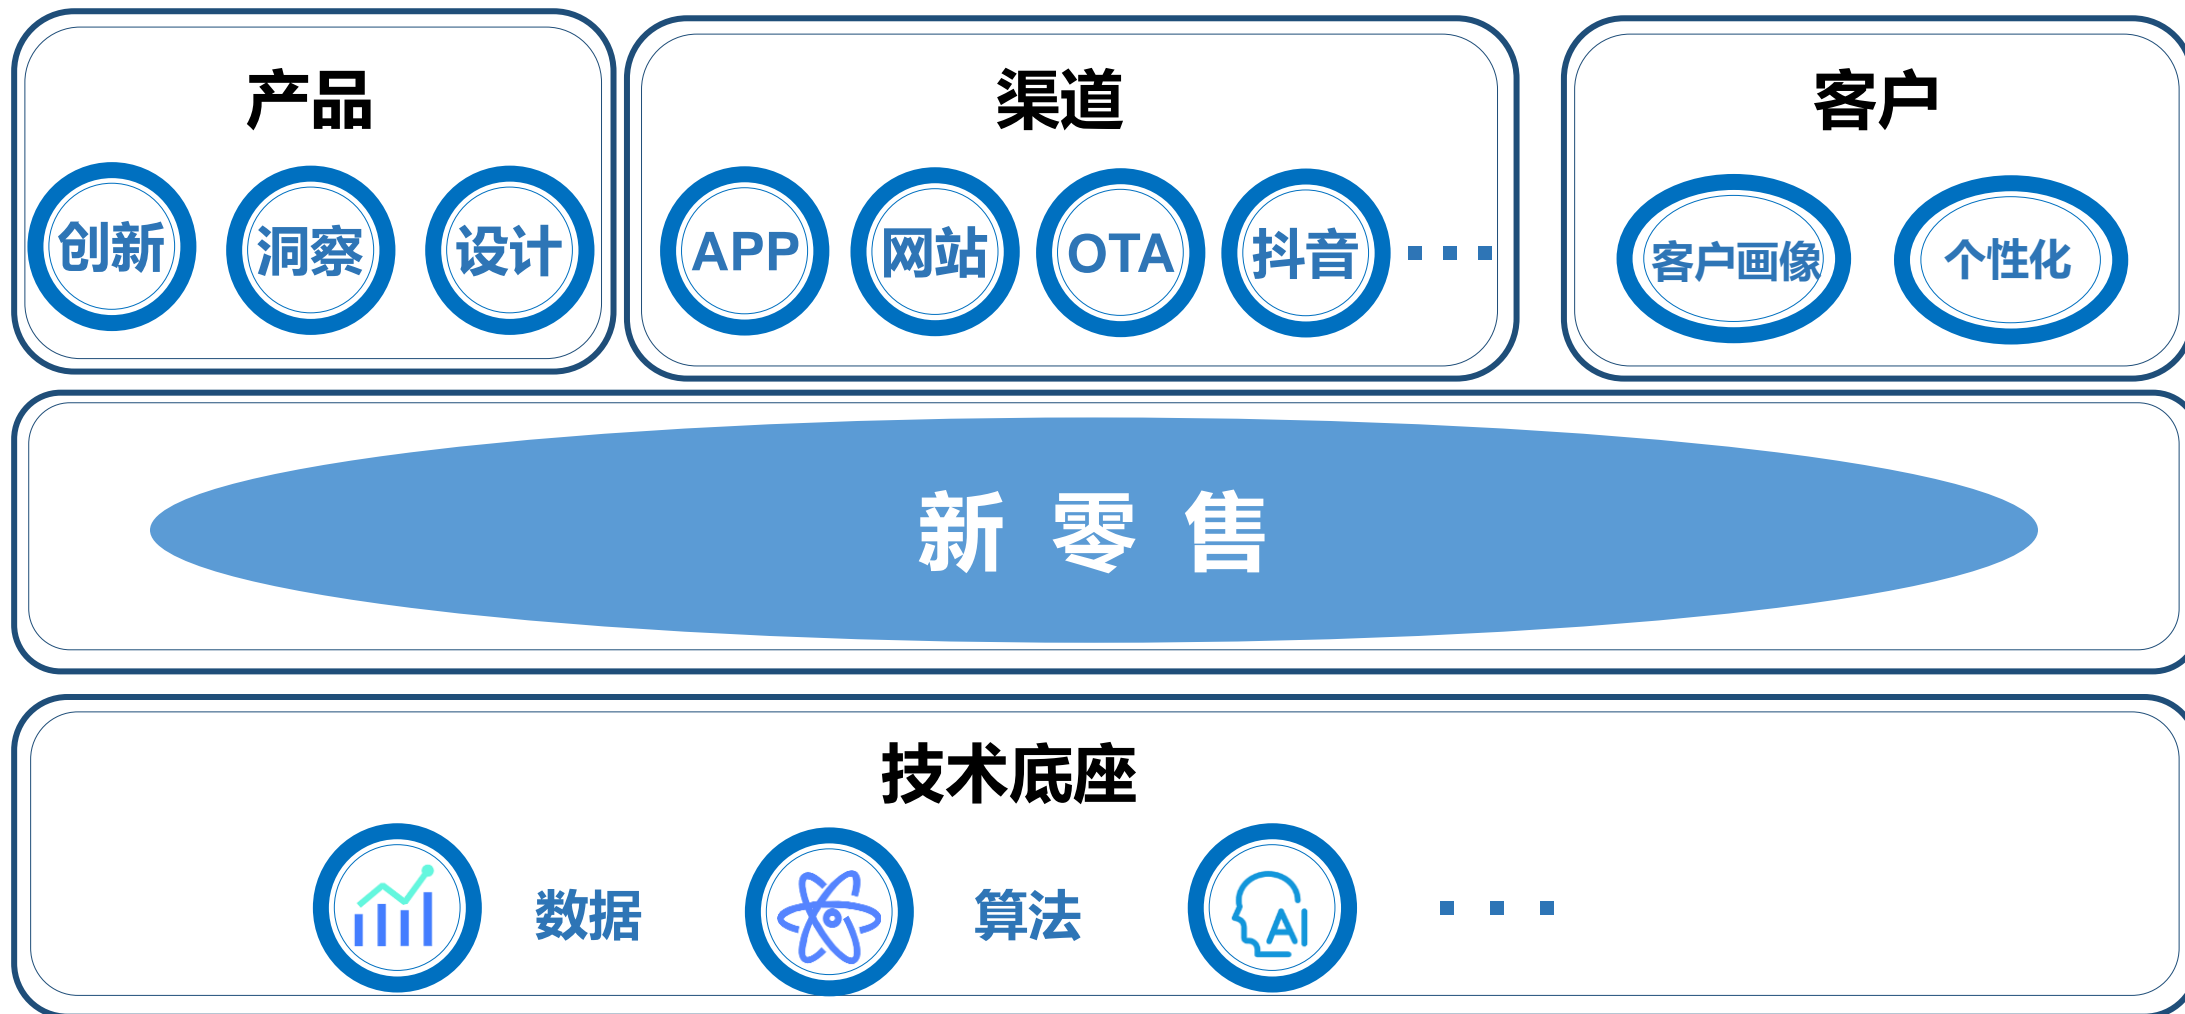 产品
创新
洞察
设计
渠道
APP
网站
OTA
抖音
...
客户
客户画像
个性化
新 零 售
技术底座
数据
算法
AI
...